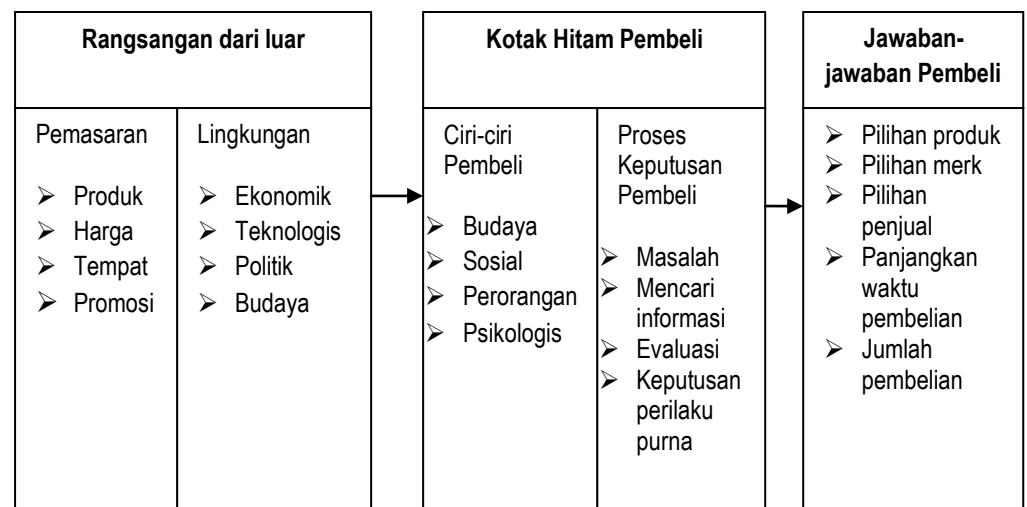 Rangsangan dari luar
Pemasaran
Produk
Harga
Tempat
Promosi
Lingkungan
Ekonomik
Teknologis
Politik
Budaya
Kotak Hitam Pembeli
Ciri-ciri
Pembeli
Budaya
Sosial
Perorangan
Psikologis
Proses
Keputusan
Pembeli
Masalah
Mencari
informasi
Evaluasi
Keputusan
perilaku
purna
Jawaban-
jawaban Pembeli
Pilihan produk
Pilihan merk
Pilihan
penjual
Panjangkan
waktu
pembelian
Jumlah
pembelian